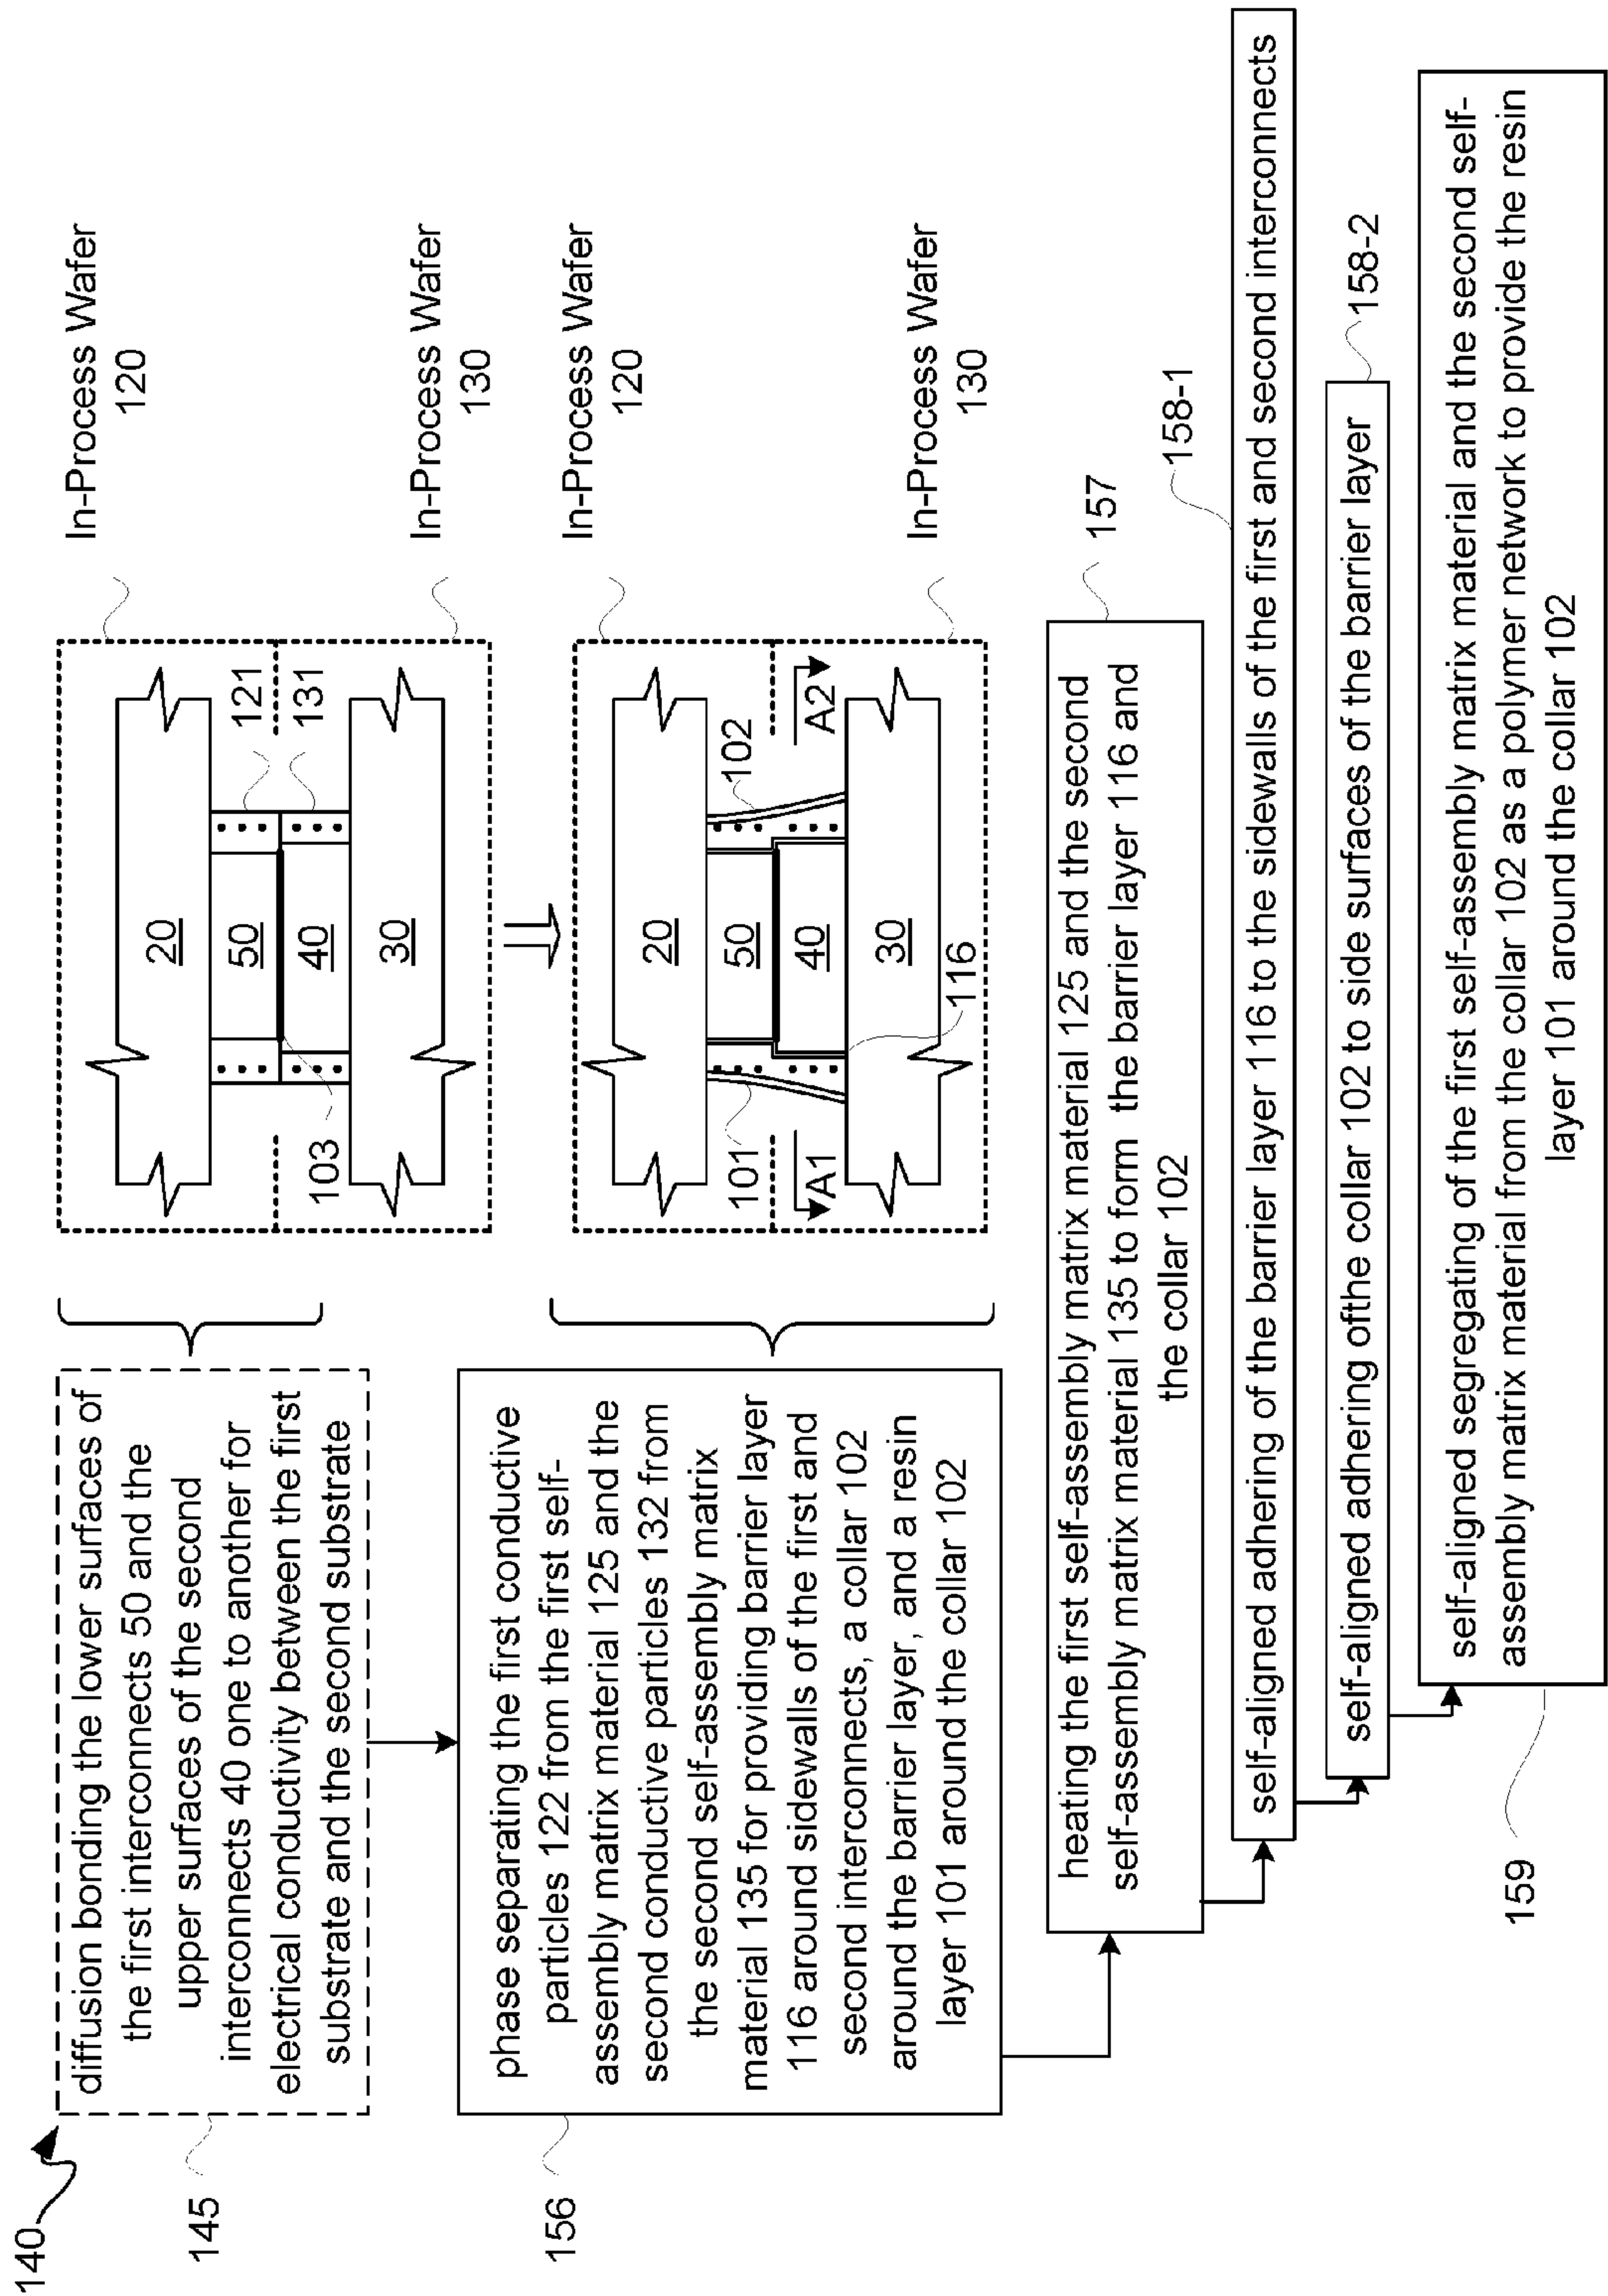 140
diffusion bonding the lower surfaces of
the first interconnects 50 and the
upper surfaces of the second
interconnects 40 one to another for
electrical conductivity between the first
substrate and the second substrate
145
20
50
40
30
103
121
131
In-Process Wafer
120
In-Process Wafer
130
phase separating the first conductive
particles 122 from the first self-
assembly matrix material 125 and the
second conductive particles 132 from
the second self-assembly matrix
material 135 for providing barrier layer
116 around sidewalls of the first and
second interconnects, a collar 102
around the barrier layer, and a resin
layer 101 around the collar 102
156
20
50
40
30
101
102
A1
A2
116
In-Process Wafer
120
In-Process Wafer
130
heating the first self-assembly matrix material 125 and the second
self-assembly matrix material 135 to form the barrier layer 116 and
the collar 102
157
self-aligned adhering of the barrier layer 116 to the sidewalls of the first and second interconnects
158-1
self-aligned adhering ofthe collar 102 to side surfaces of the barrier layer
158-2
self-aligned segregating of the first self-assembly matrix material and the second self-
assembly matrix material from the collar 102 as a polymer network to provide the resin
layer 101 around the collar 102
159